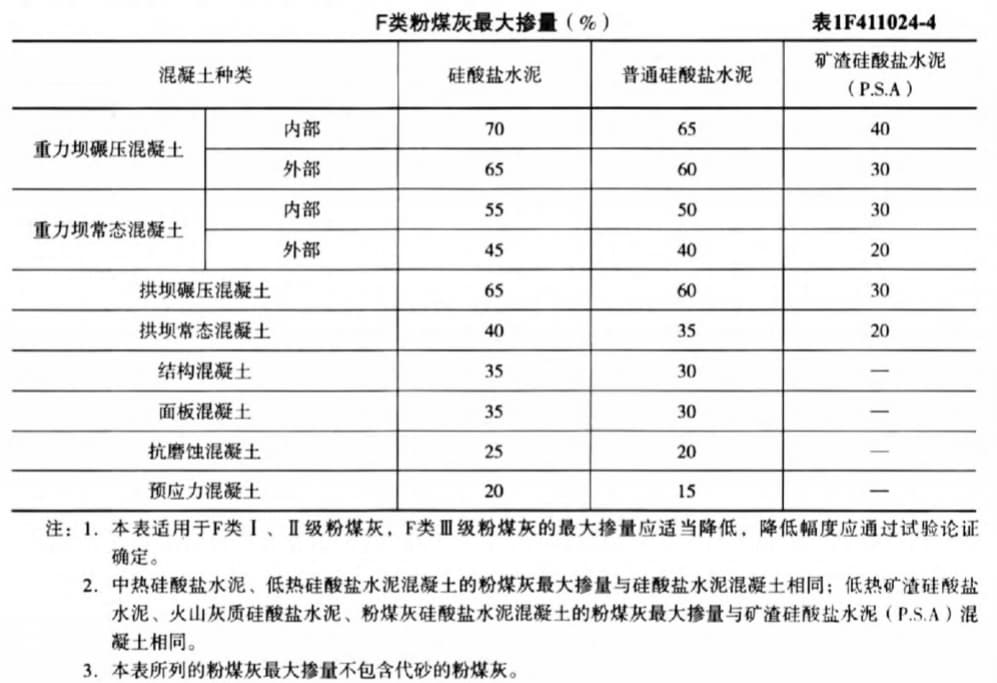 F类粉煤灰最大掺量（%） 表1F411024-4
混凝土种类 硅酸盐水泥 普通硅酸盐水泥 矿渣硅酸盐水泥
（P.S.A）
重力坝碾压混凝土 内部 70 65 40
外部 65 60 30
重力坝常态混凝土 内部 55 50 30
外部 45 40 20
拱坝碾压混凝土 65 60 30
拱坝常态混凝土 40 35 20
结构混凝土 35 30 —
面板混凝土 35 30 —
抗磨蚀混凝土 25 20 —
预应力混凝土 20 15 —
注：1. 本表适用于F类Ⅰ、Ⅱ级粉煤灰，F类Ⅲ级粉煤灰的最大掺量应适当降低，降低幅度应通过试验论证
确定。
2. 中热硅酸盐水泥、低热硅酸盐水泥混凝土的粉煤灰最大掺量与硅酸盐水泥混凝土相同；低热矿渣硅酸盐
水泥、火山灰质硅酸盐水泥、粉煤灰硅酸盐水泥混凝土的粉煤灰最大掺量与矿渣硅酸盐水泥（P.S.A）混
凝土相同。
3. 本表所列的粉煤灰最大掺量不包含代砂的粉煤灰。